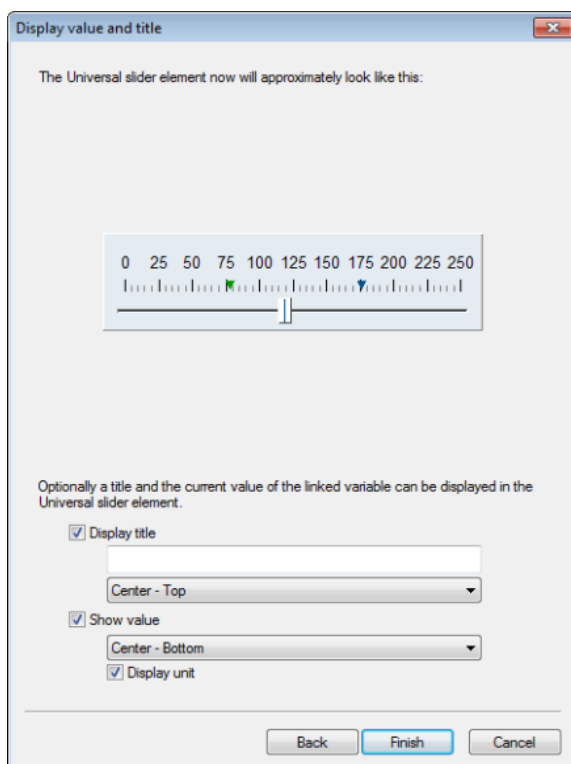 Display value and title
The Universal slider element now will approximately look like this:
0 25 50 75 100 125 150 175 200 225 250
Optionally a title and the current value of the linked variable can be displayed in the
Universal slider element.
Display title
Center - Top
Show value
Center - Bottom
Display unit
Back Finish Cancel